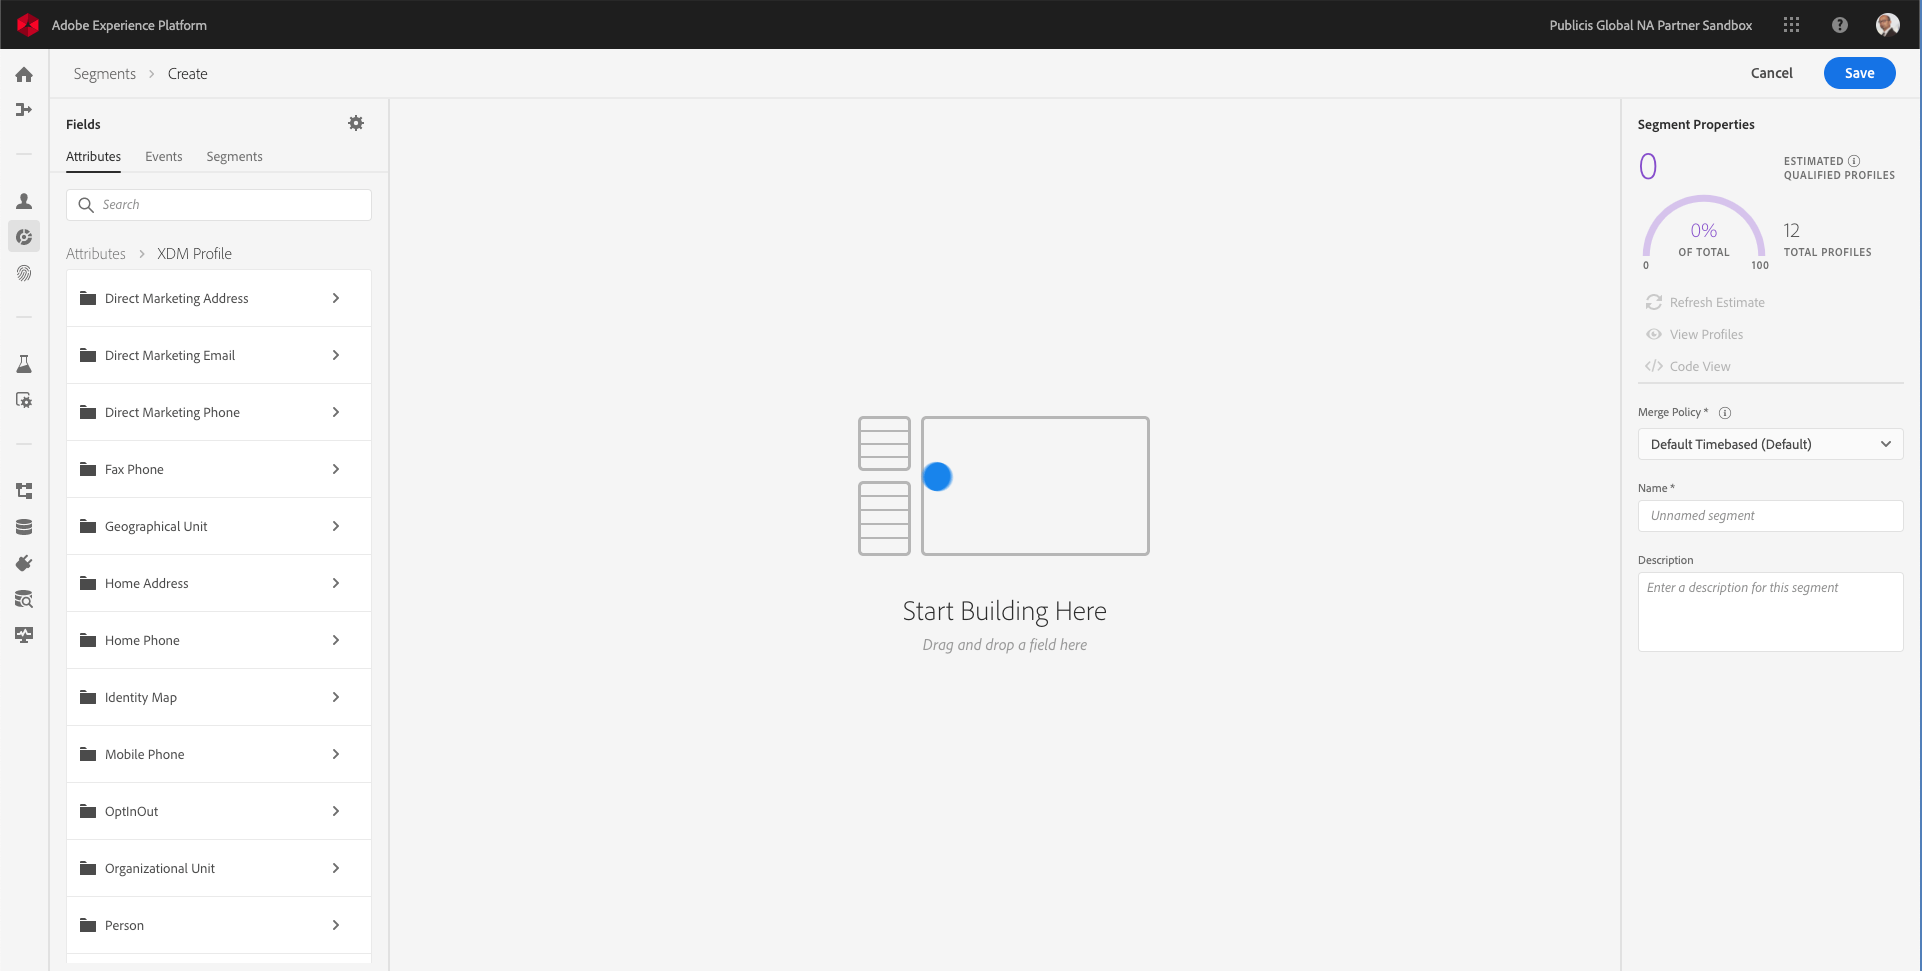 Adobe Experience Platform
Publicis Global NA Partner Sandbox
Segments > Create
Cancel
Save
Fields
Attributes
Events
Segments
Search
Attributes > XDM Profile
Direct Marketing Address
Direct Marketing Email
Direct Marketing Phone
Fax Phone
Geographical Unit
Home Address
Home Phone
Identity Map
Mobile Phone
OptInOut
Organizational Unit
Person
Start Building Here
Drag and drop a field here
Segment Properties
0
ESTIMATED
QUALIFIED PROFILES
0%
OF TOTAL
0
100
12
TOTAL PROFILES
Refresh Estimate
View Profiles
</> Code View
Merge Policy *
Default Timebased (Default)
Name *
Unnamed segment
Description
Enter a description for this segment